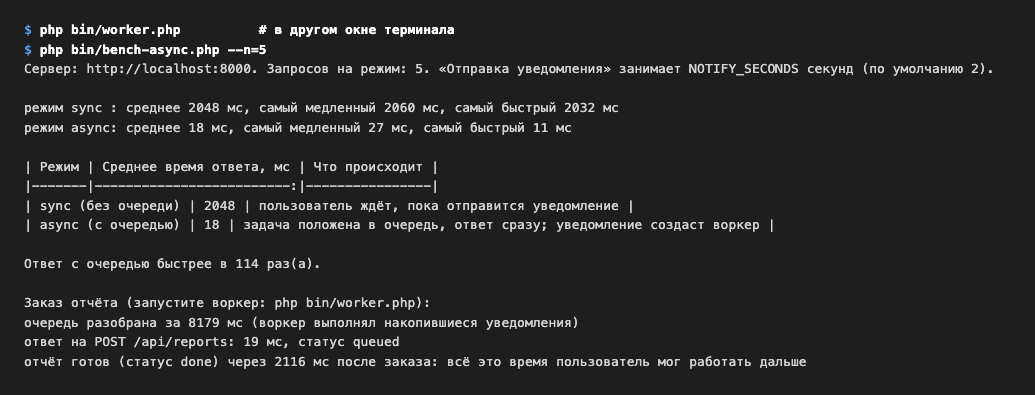 $ php bin/worker.php          # в другом окне терминала
$ php bin/bench-async.php --n=5
Сервер: http://localhost:8000. Запросов на режим: 5. «Отправка уведомления» занимает NOTIFY_SECONDS секунд (по умолчанию 2).
режим sync : среднее 2048 мс, самый медленный 2060 мс, самый быстрый 2032 мс
режим async: среднее 18 мс, самый медленный 27 мс, самый быстрый 11 мс
| Режим | Среднее время ответа, мс | Что происходит |
|-------|-------------------------:|----------------|
| sync (без очереди) | 2048 | пользователь ждёт, пока отправится уведомление |
| async (с очередью) | 18 | задача положена в очередь, ответ сразу; уведомление создаст воркер |
Ответ с очередью быстрее в 114 раз(а).
Заказ отчёта (запустите воркер: php bin/worker.php):
очередь разобрана за 8179 мс (воркер выполнял накопившиеся уведомления)
ответ на POST /api/reports: 19 мс, статус queued
отчёт готов (статус done) через 2116 мс после заказа: всё это время пользователь мог работать дальше